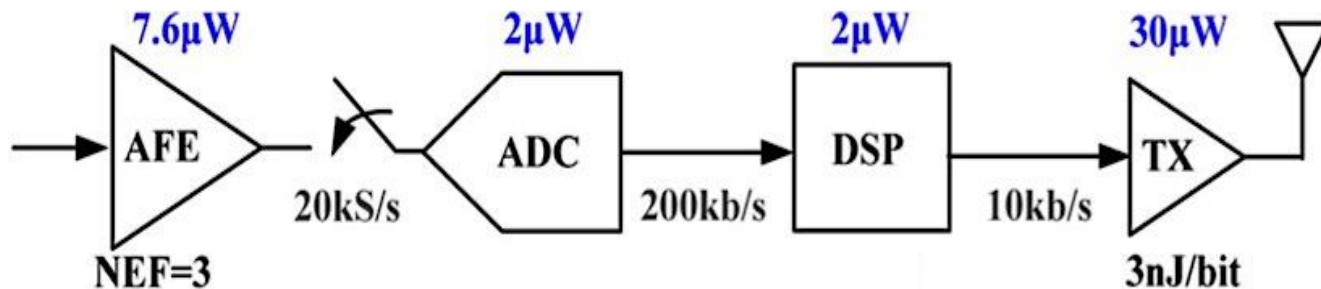 7.6μW 2μW 2μW 30μW
AFE ADC DSP TX
20kS/s 200kb/s 10kb/s
NEF=3 3nJ/bit